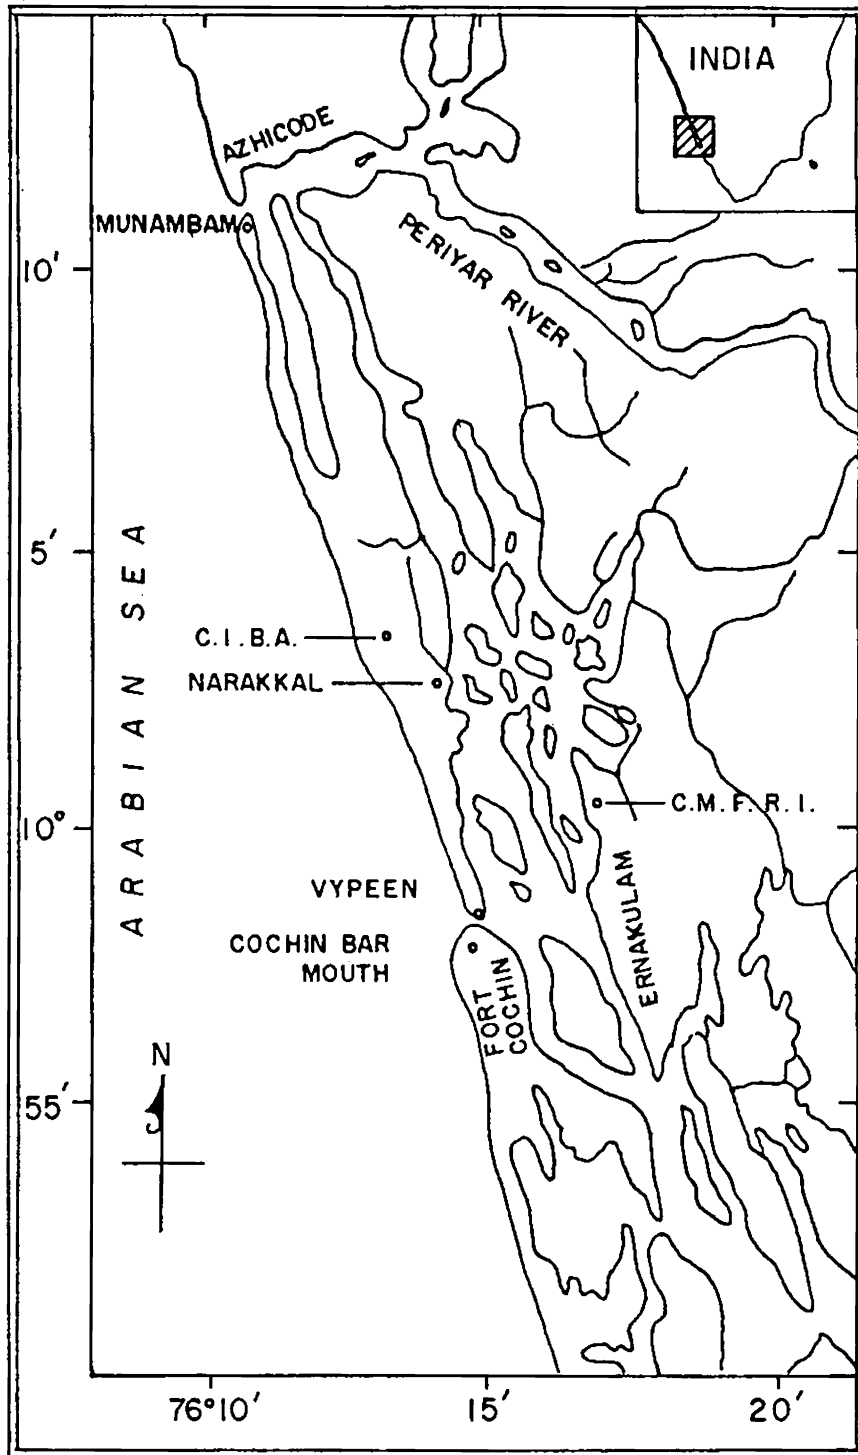 INDIA
AZHICODE
MUNAMBAM
10'
PERIYAR RIVER
5'
ARABIAN SEA
C.I.B.A.
NARAKKAL
10°
C.M.F.R.I.
VYPEEN
COCHIN BAR
MOUTH
FORT
COCHIN
ERNAKULAM
N
55'
76°10'
15'
20'